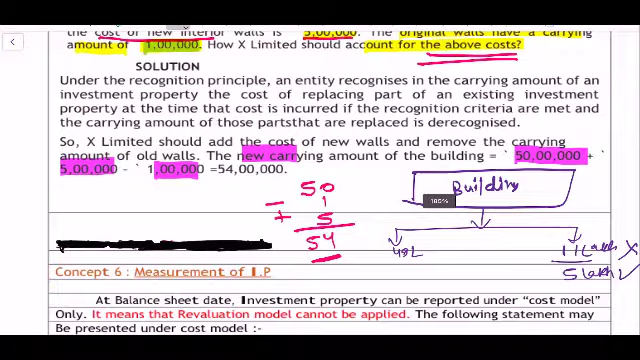 the cost of new interior walls is 5,00,000. The original walls have a carrying
amount of 1,00,000. How X Limited should account for the above costs?
SOLUTION
Under the recognition principle, an entity recognises in the carrying amount of an
investment property the cost of replacing part of an existing investment
property at the time that cost is incurred if the recognition criteria are met and the
carrying amount of those partsthat are replaced is derecognised.
So, X Limited should add the cost of new walls and remove the carrying
amount of old walls. The new carrying amount of the building = ` 50,00,000 + `
5,00,000 – ` 1,00,000 =54,00,000.
50
- 1
+ 5
54
Building
180%
49L
1 Lakh X
5 Lakh ✓
Concept 6 : Measurement of I.P
At Balance sheet date, Investment property can be reported under “cost model”
Only. It means that Revaluation model cannot be applied. The following statement may
be presented under cost model :-